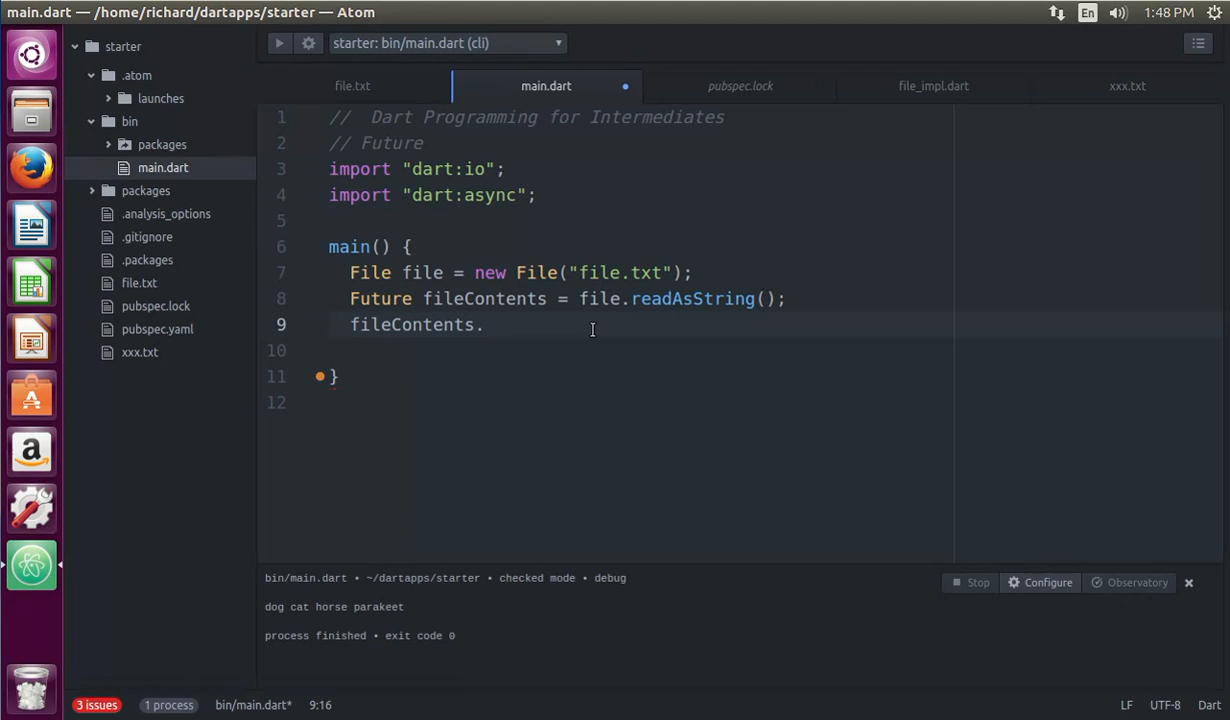 main.dart — /home/richard/dartapps/starter — Atom
En
1:48 PM
starter
.atom
launches
bin
packages
main.dart
packages
.analysis_options
.gitignore
.packages
file.txt
pubspec.lock
pubspec.yaml
xxx.txt
starter: bin/main.dart (cli)
file.txt
main.dart
pubspec.lock
file_impl.dart
xxx.txt
1 //  Dart Programming for Intermediates
2 // Future
3 import "dart:io";
4 import "dart:async";
5
6 main() {
7   File file = new File("file.txt");
8   Future fileContents = file.readAsString();
9   fileContents.
10
11 }
12
bin/main.dart • ~/dartapps/starter • checked mode • debug
Stop
Configure
Observatory
dog cat horse parakeet
process finished • exit code 0
3 issues
1 process
bin/main.dart*
9:16
LF
UTF-8
Dart